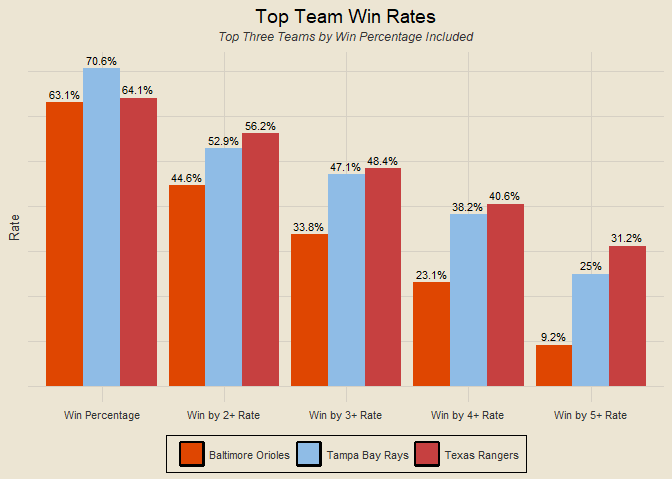 Top Team Win Rates
Top Three Teams by Win Percentage Included
70.6%
63.1%
64.1%
56.2%
52.9%
44.6%
47.1%
48.4%
33.8%
38.2%
40.6%
23.1%
25%
31.2%
9.2%
Rate
Win Percentage
Win by 2+ Rate
Win by 3+ Rate
Win by 4+ Rate
Win by 5+ Rate
Baltimore Orioles
Tampa Bay Rays
Texas Rangers